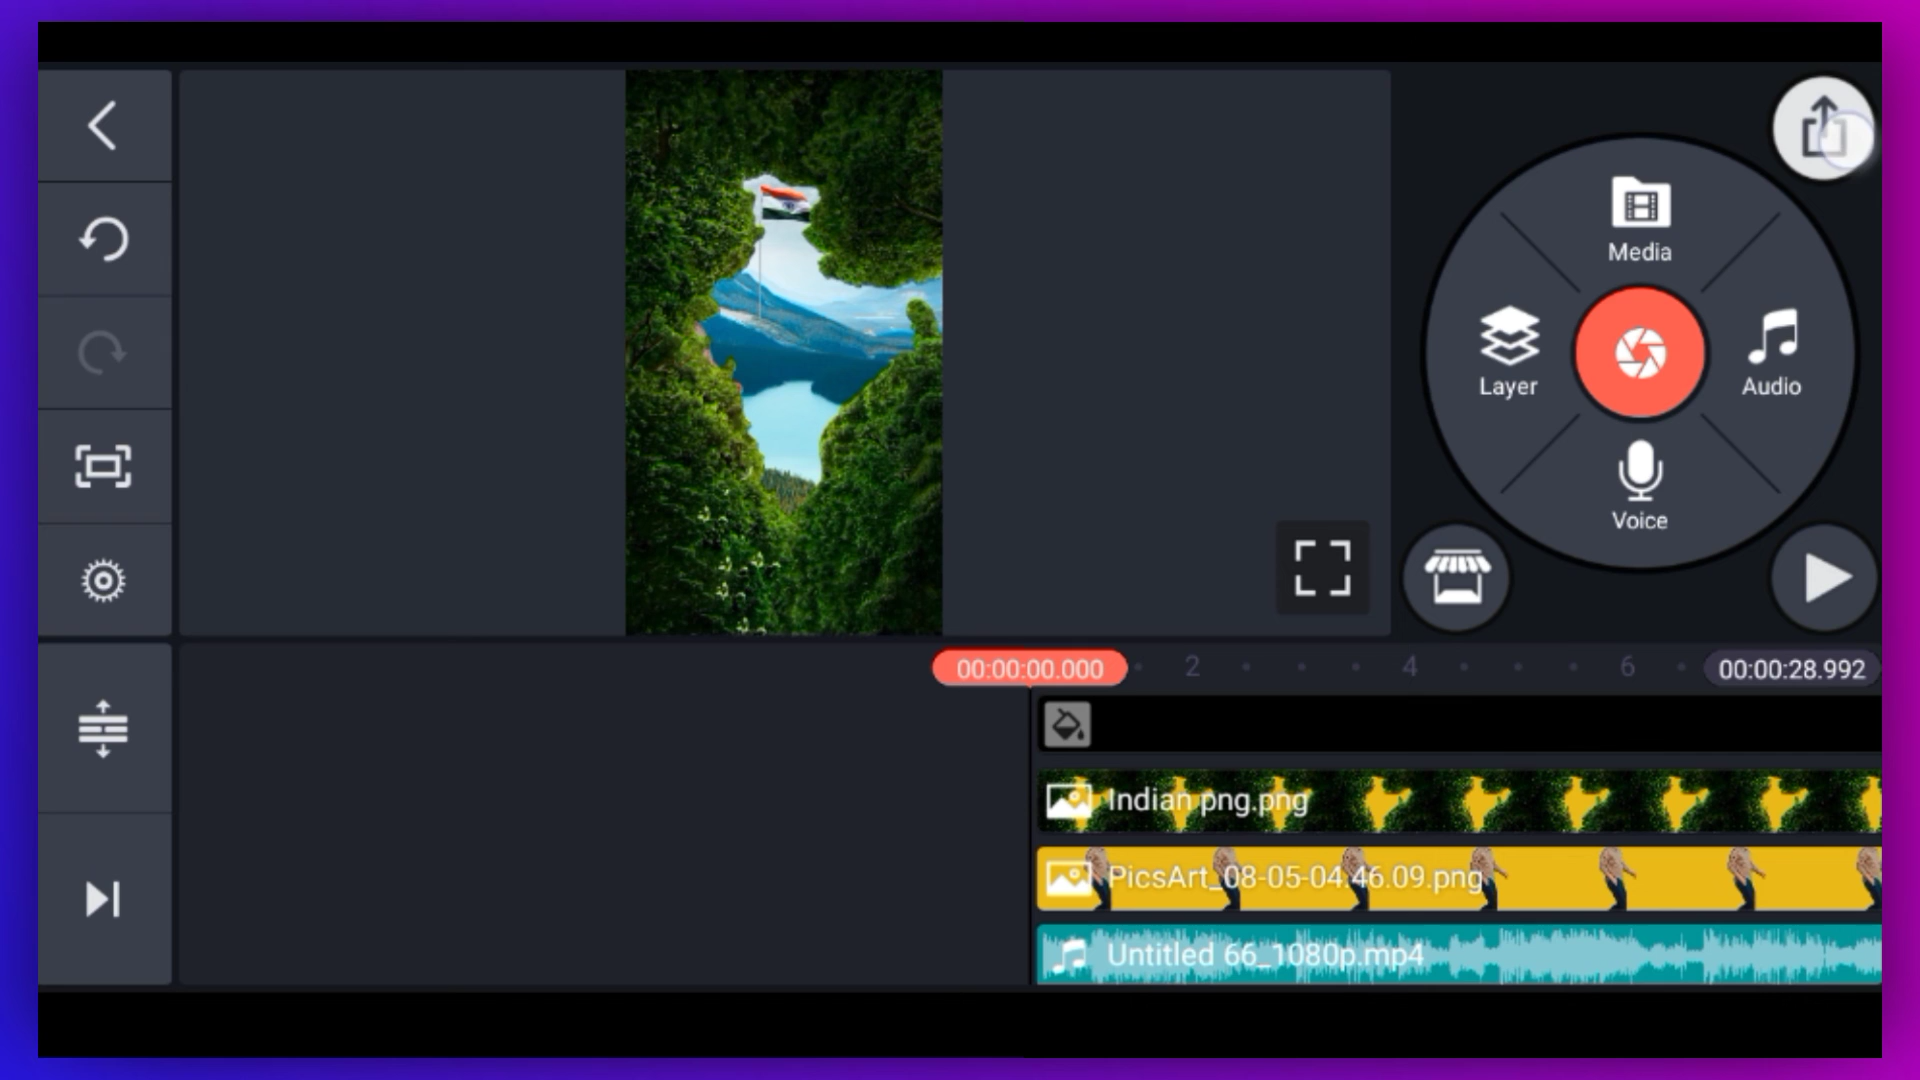 Media
Layer
Audio
Voice
00:00:00.000
2
4
6
00:00:28.992
Indian png.png
PicsArt_08-05-04.46.09.png
Untitled 66_1080p.mp4